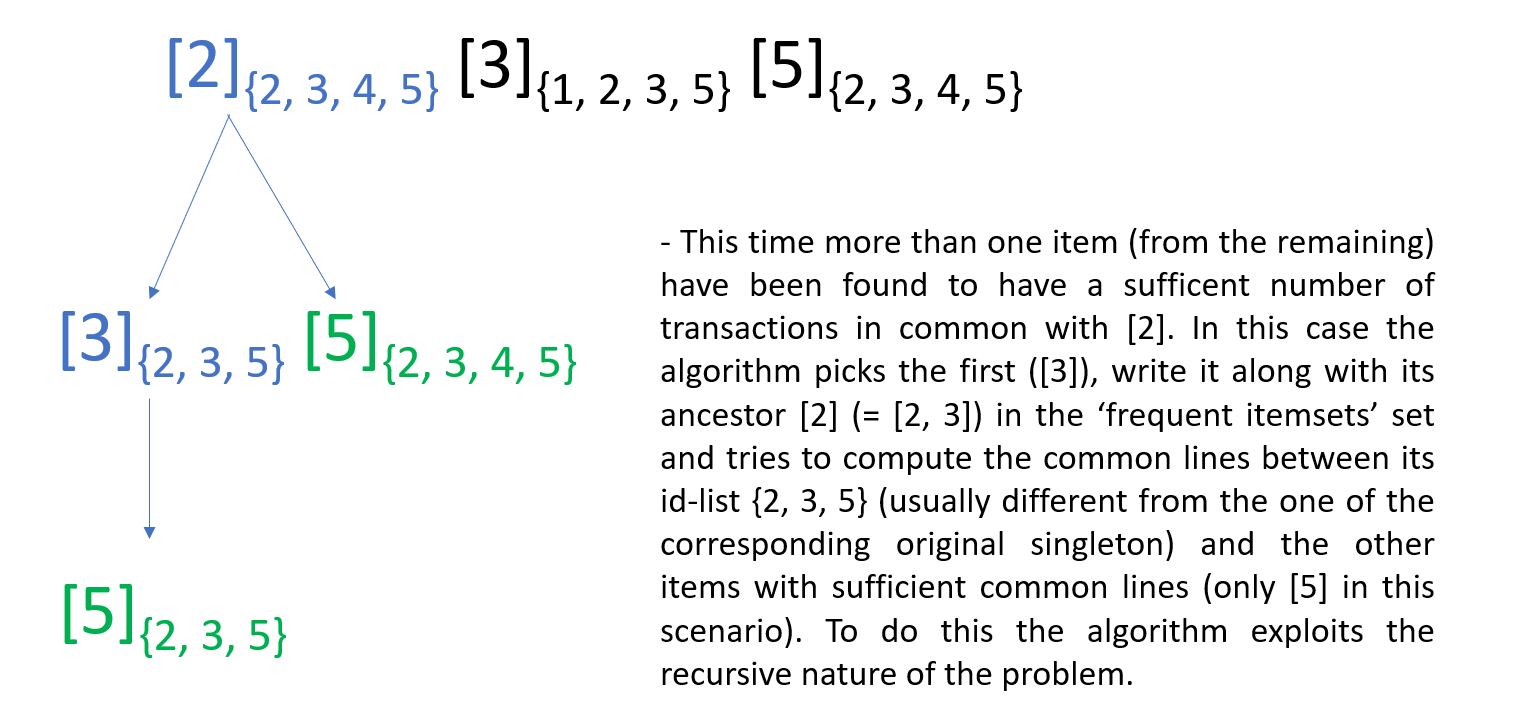 [2]{2, 3, 4, 5} [3]{1, 2, 3, 5} [5]{2, 3, 4, 5}
[3]{2, 3, 5} [5]{2, 3, 4, 5}
[5]{2, 3, 5}
- This time more than one item (from the remaining)
have been found to have a sufficent number of
transactions in common with [2]. In this case the
algorithm picks the first ([3]), write it along with its
ancestor [2] (= [2, 3]) in the ‘frequent itemsets’ set
and tries to compute the common lines between its
id-list {2, 3, 5} (usually different from the one of the
corresponding original singleton) and the other
items with sufficient common lines (only [5] in this
scenario). To do this the algorithm exploits the
recursive nature of the problem.